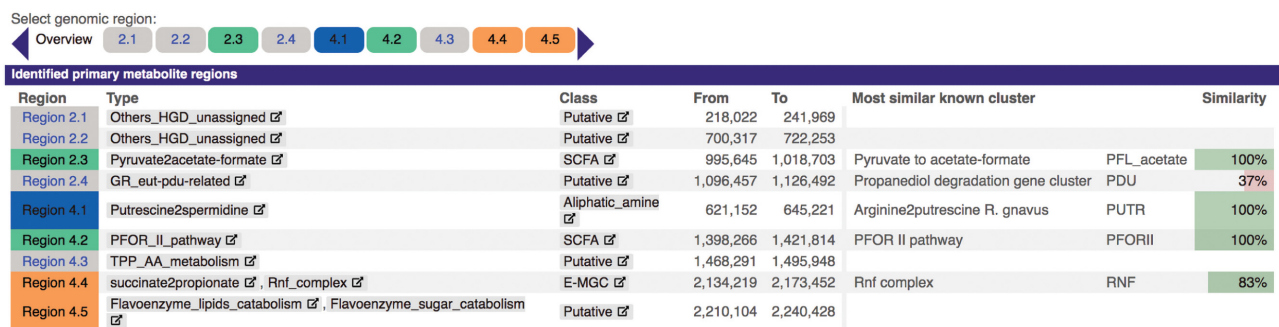 Select genomic region:
Overview 2.1 2.2 2.3 2.4 4.1 4.2 4.3 4.4 4.5
Identified primary metabolite regions
Region Type Class From To Most similar known cluster Similarity
Region 2.1 Others_HGD_unassigned Putative 218,022 241,969
Region 2.2 Others_HGD_unassigned Putative 700,317 722,253
Region 2.3 Pyruvate2acetate-formate SCFA 995,645 1,018,703 Pyruvate to acetate-formate PFL_acetate 100%
Region 2.4 GR_eut-pdu-related Putative 1,096,457 1,126,492 Propanediol degradation gene cluster PDU 37%
Region 4.1 Putrescine2spermidine Aliphatic_amine 621,152 645,221 Arginine2putrescine R. gnavus PUTR 100%
Region 4.2 PFOR_II_pathway SCFA 1,398,266 1,421,814 PFOR II pathway PFORII 100%
Region 4.3 TPP_AA_metabolism Putative 1,468,291 1,495,948
Region 4.4 succinate2propionate , Rnf_complex E-MGC 2,134,219 2,173,452 Rnf complex RNF 83%
Region 4.5 Flavoenzyme_lipids_catabolism , Flavoenzyme_sugar_catabolism Putative 2,210,104 2,240,428